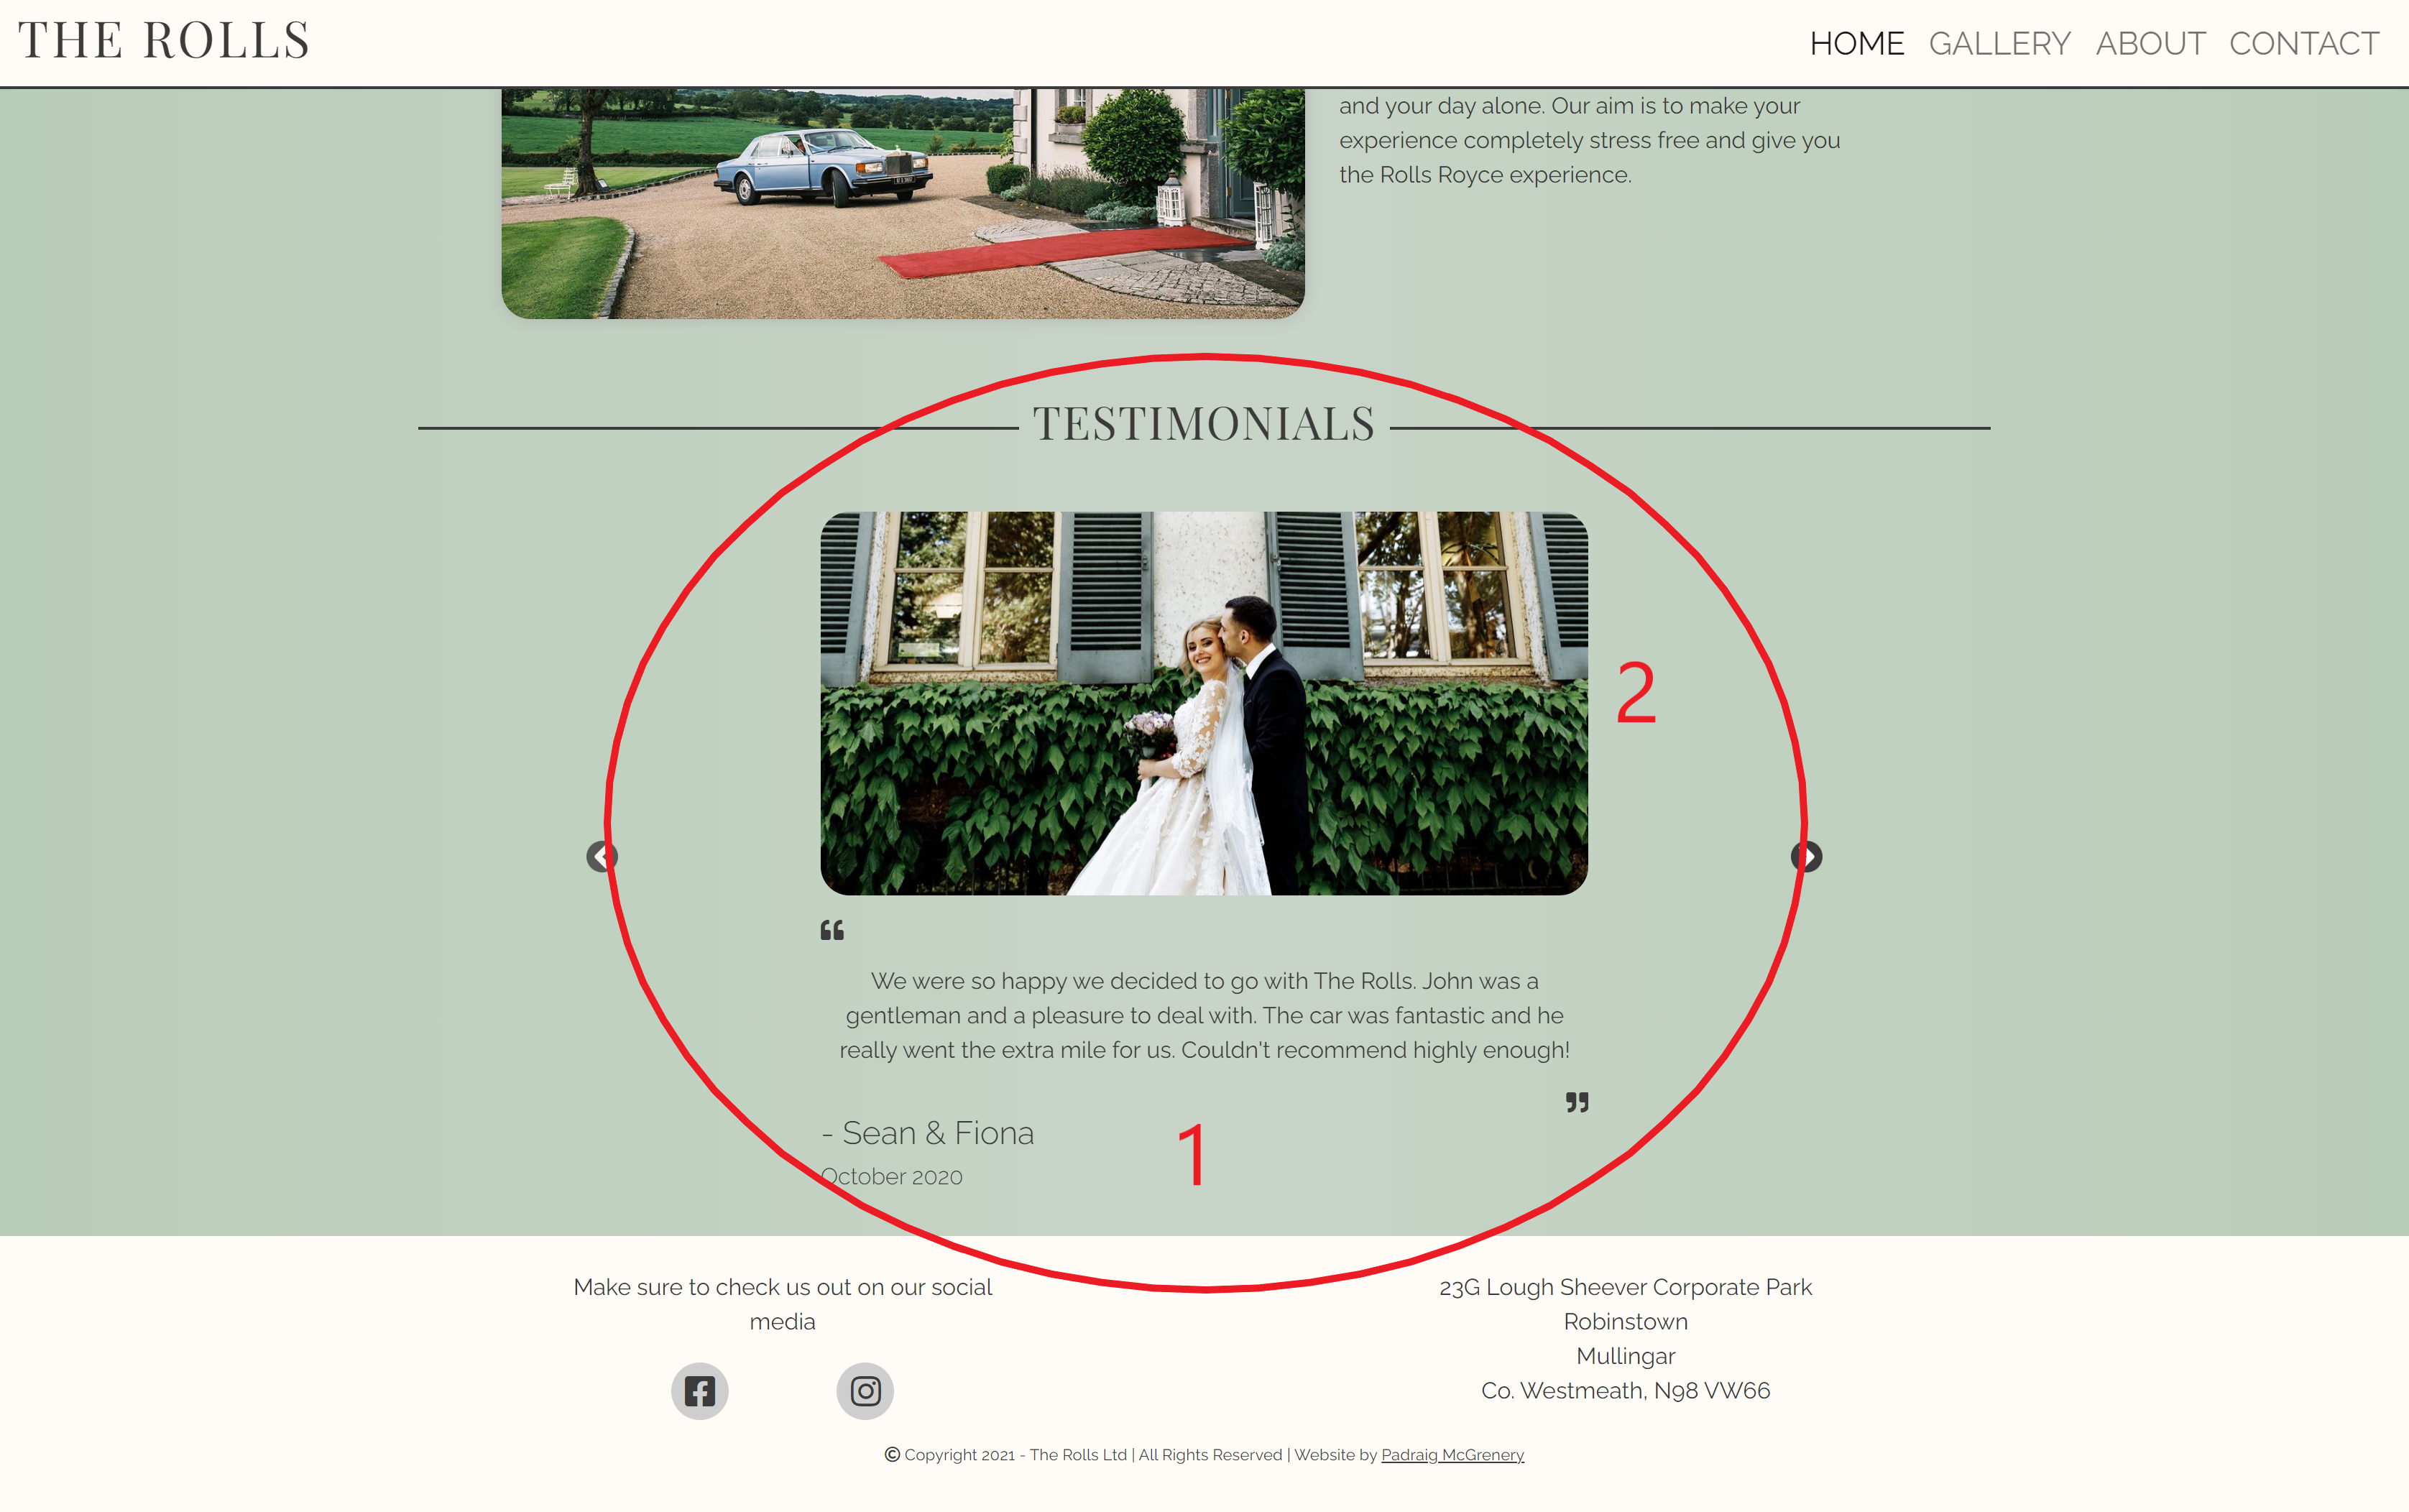 THE ROLLS
HOME GALLERY ABOUT CONTACT
and your day alone. Our aim is to make your
experience completely stress free and give you
the Rolls Royce experience.
TESTIMONIALS
2
“
We were so happy we decided to go with The Rolls. John was a
gentleman and a pleasure to deal with. The car was fantastic and he
really went the extra mile for us. Couldn't recommend highly enough!
”
- Sean & Fiona
1
October 2020
Make sure to check us out on our social
media
23G Lough Sheever Corporate Park
Robinstown
Mullingar
Co. Westmeath, N98 VW66
© Copyright 2021 - The Rolls Ltd | All Rights Reserved | Website by Padraig McGrenery